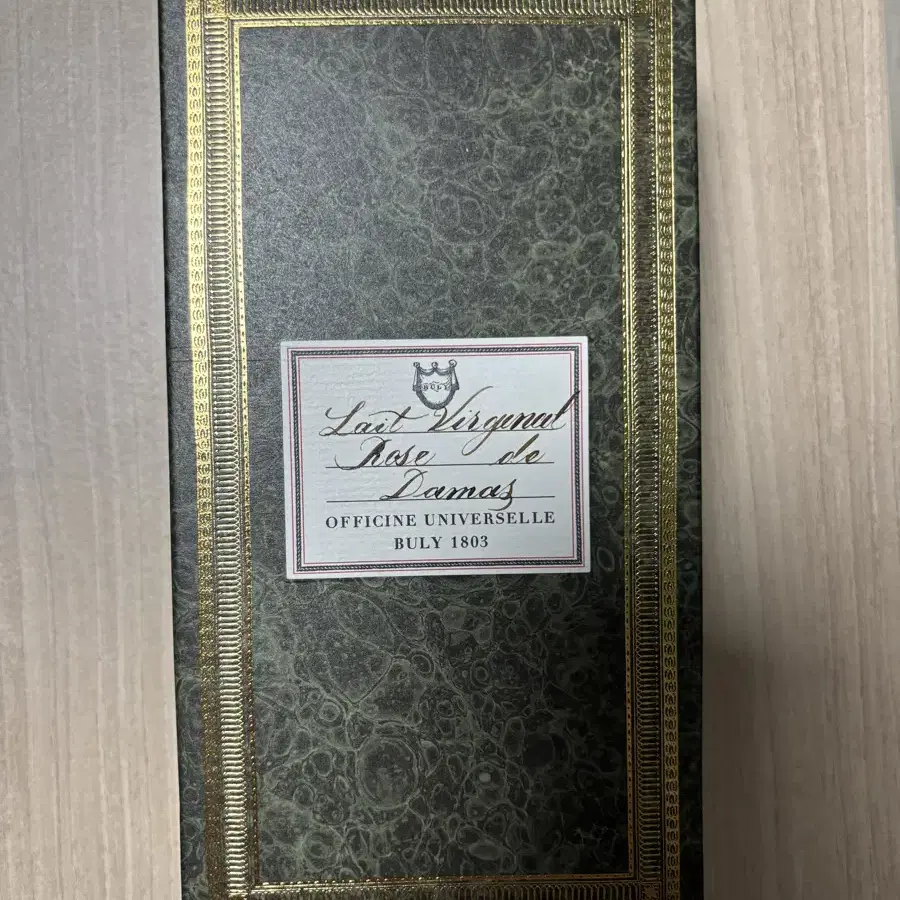 BULY
Lait Virginal
Rose de
Damas
OFFICINE UNIVERSELLE
BULY 1803